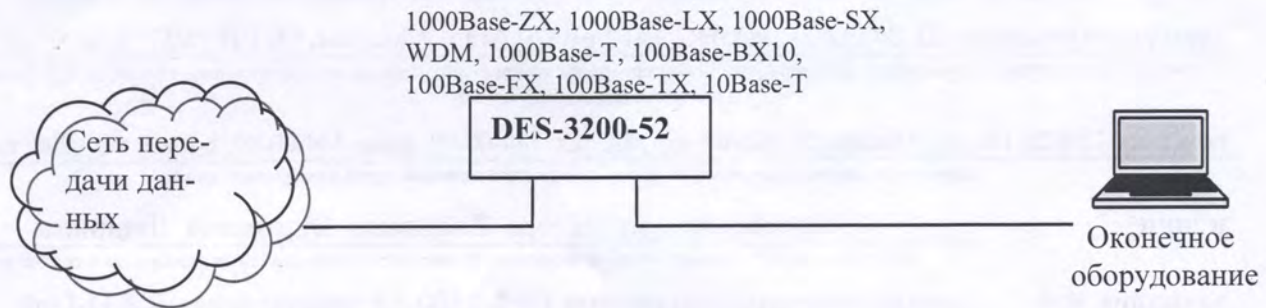 1000Base-ZX, 1000Base-LX, 1000Base-SX,
WDM, 1000Base-T, 100Base-BX10,
100Base-FX, 100Base-TX, 10Base-T
DES-3200-52
Сеть пере-
дачи дан-
ных
Оконечное
оборудование